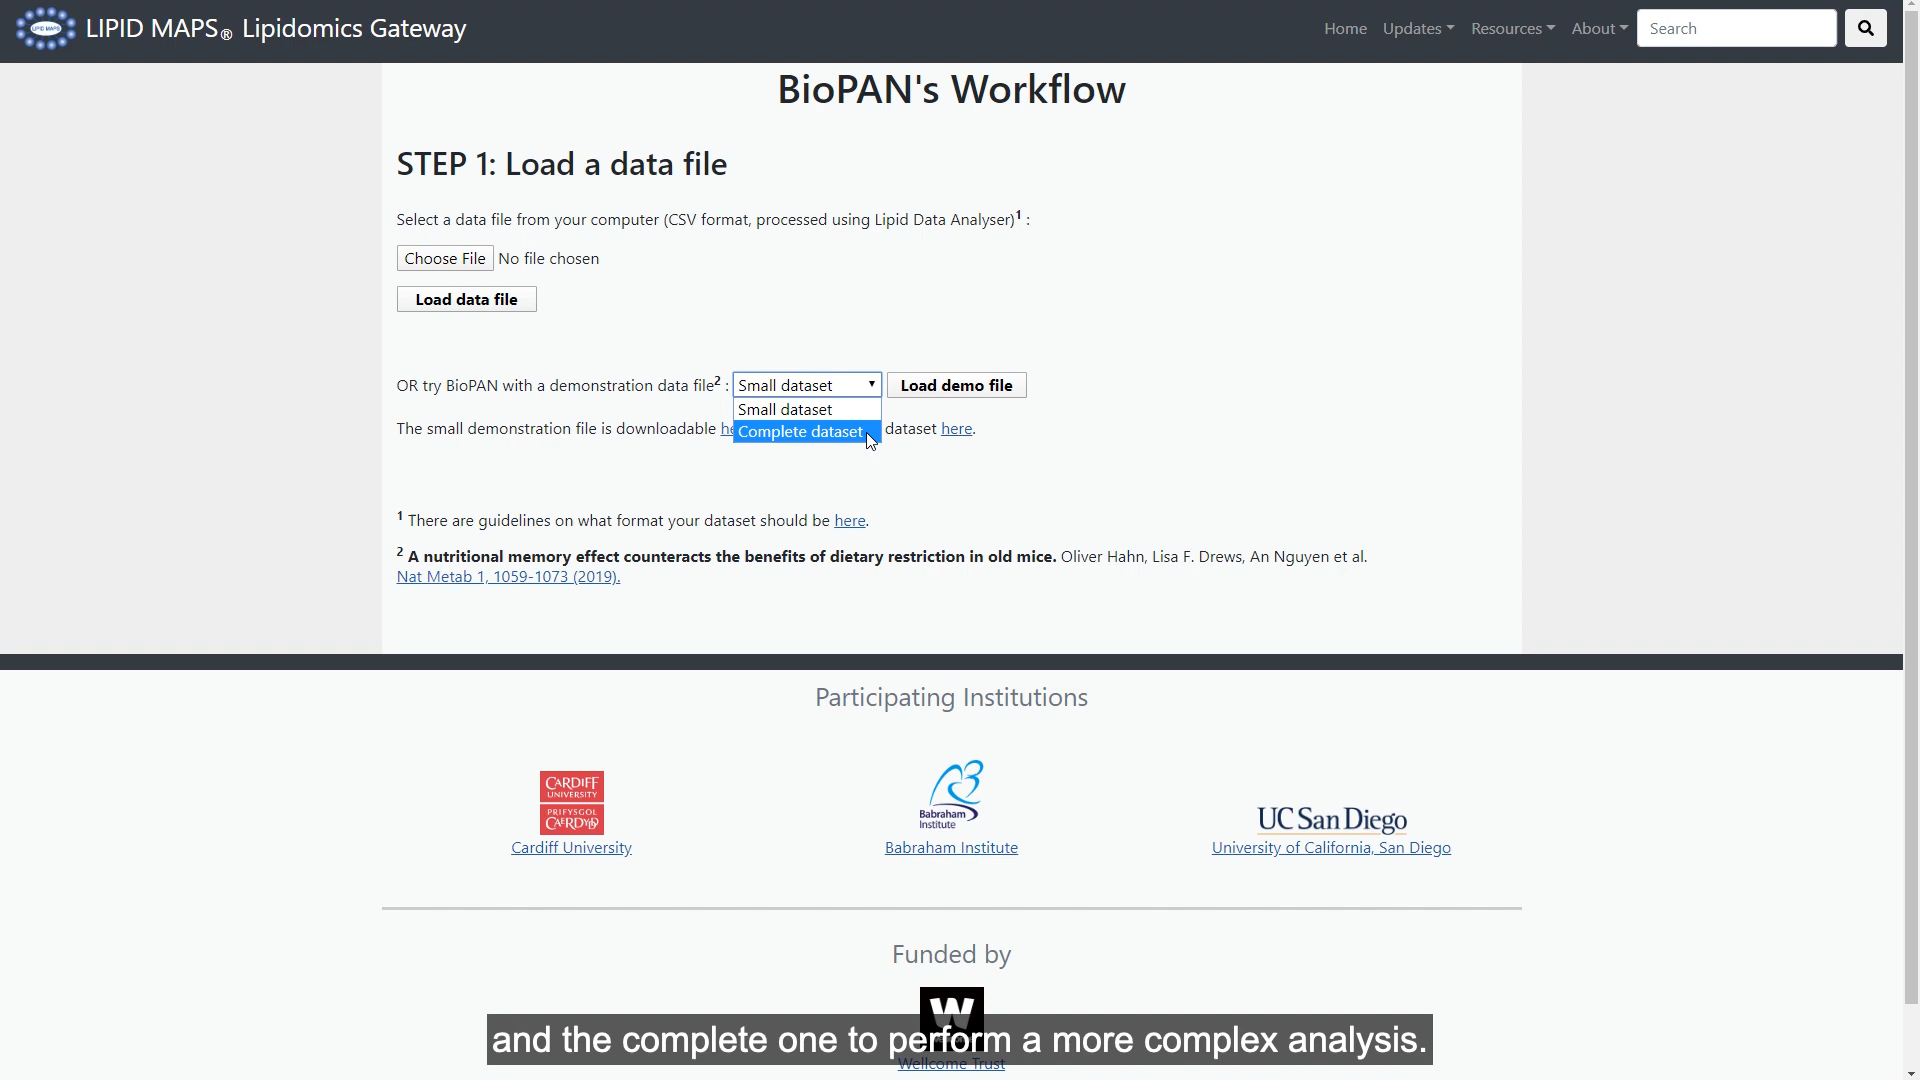 LIPID MAPS
LIPID MAPS® Lipidomics Gateway
Home Updates Resources About Search
BioPAN's Workflow
STEP 1: Load a data file
Select a data file from your computer (CSV format, processed using Lipid Data Analyser)1 :
Choose File No file chosen
Load data file
OR try BioPAN with a demonstration data file2 : Small dataset Load demo file
Small dataset
The small demonstration file is downloadable Complete dataset dataset here.
1 There are guidelines on what format your dataset should be here.
2 A nutritional memory effect counteracts the benefits of dietary restriction in old mice. Oliver Hahn, Lisa F. Drews, An Nguyen et al.
Nat Metab 1, 1059-1073 (2019).
Participating Institutions
CARDIFF
UNIVERSITY
PRIFYSGOL
CAERDYDD
Babraham
Institute
UC San Diego
Cardiff University Babraham Institute University of California, San Diego
Funded by
W
and the complete one to perform a more complex analysis.
Wellcome Trust